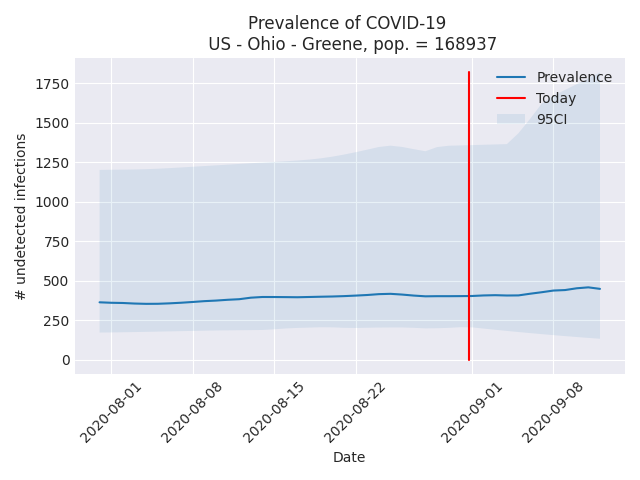 Prevalence of COVID-19
US - Ohio - Greene, pop. = 168937
Prevalence
Today
95CI
# undetected infections
1750
1500
1250
1000
750
500
250
0
2020-08-01
2020-08-08
2020-08-15
2020-08-22
2020-09-01
2020-09-08
Date